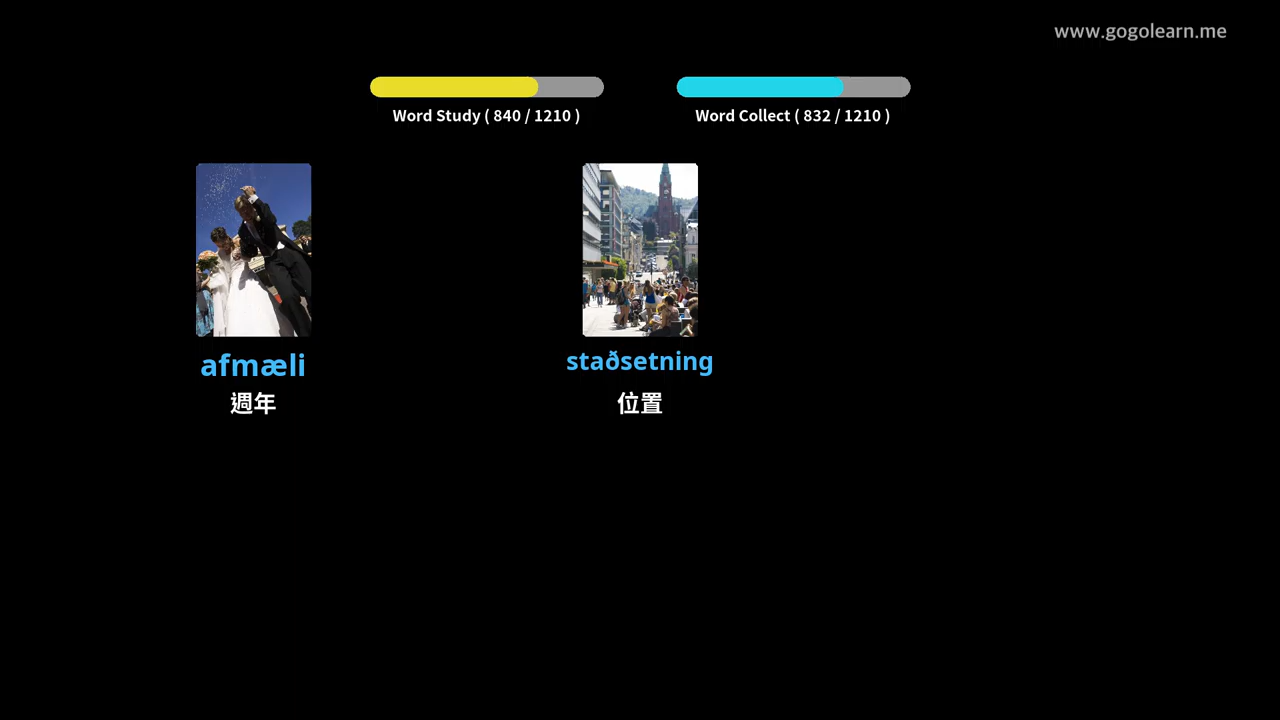 www.gogolearn.me
Word Study ( 840 / 1210 )
Word Collect ( 832 / 1210 )
afmæli
週年
staðsetning
位置